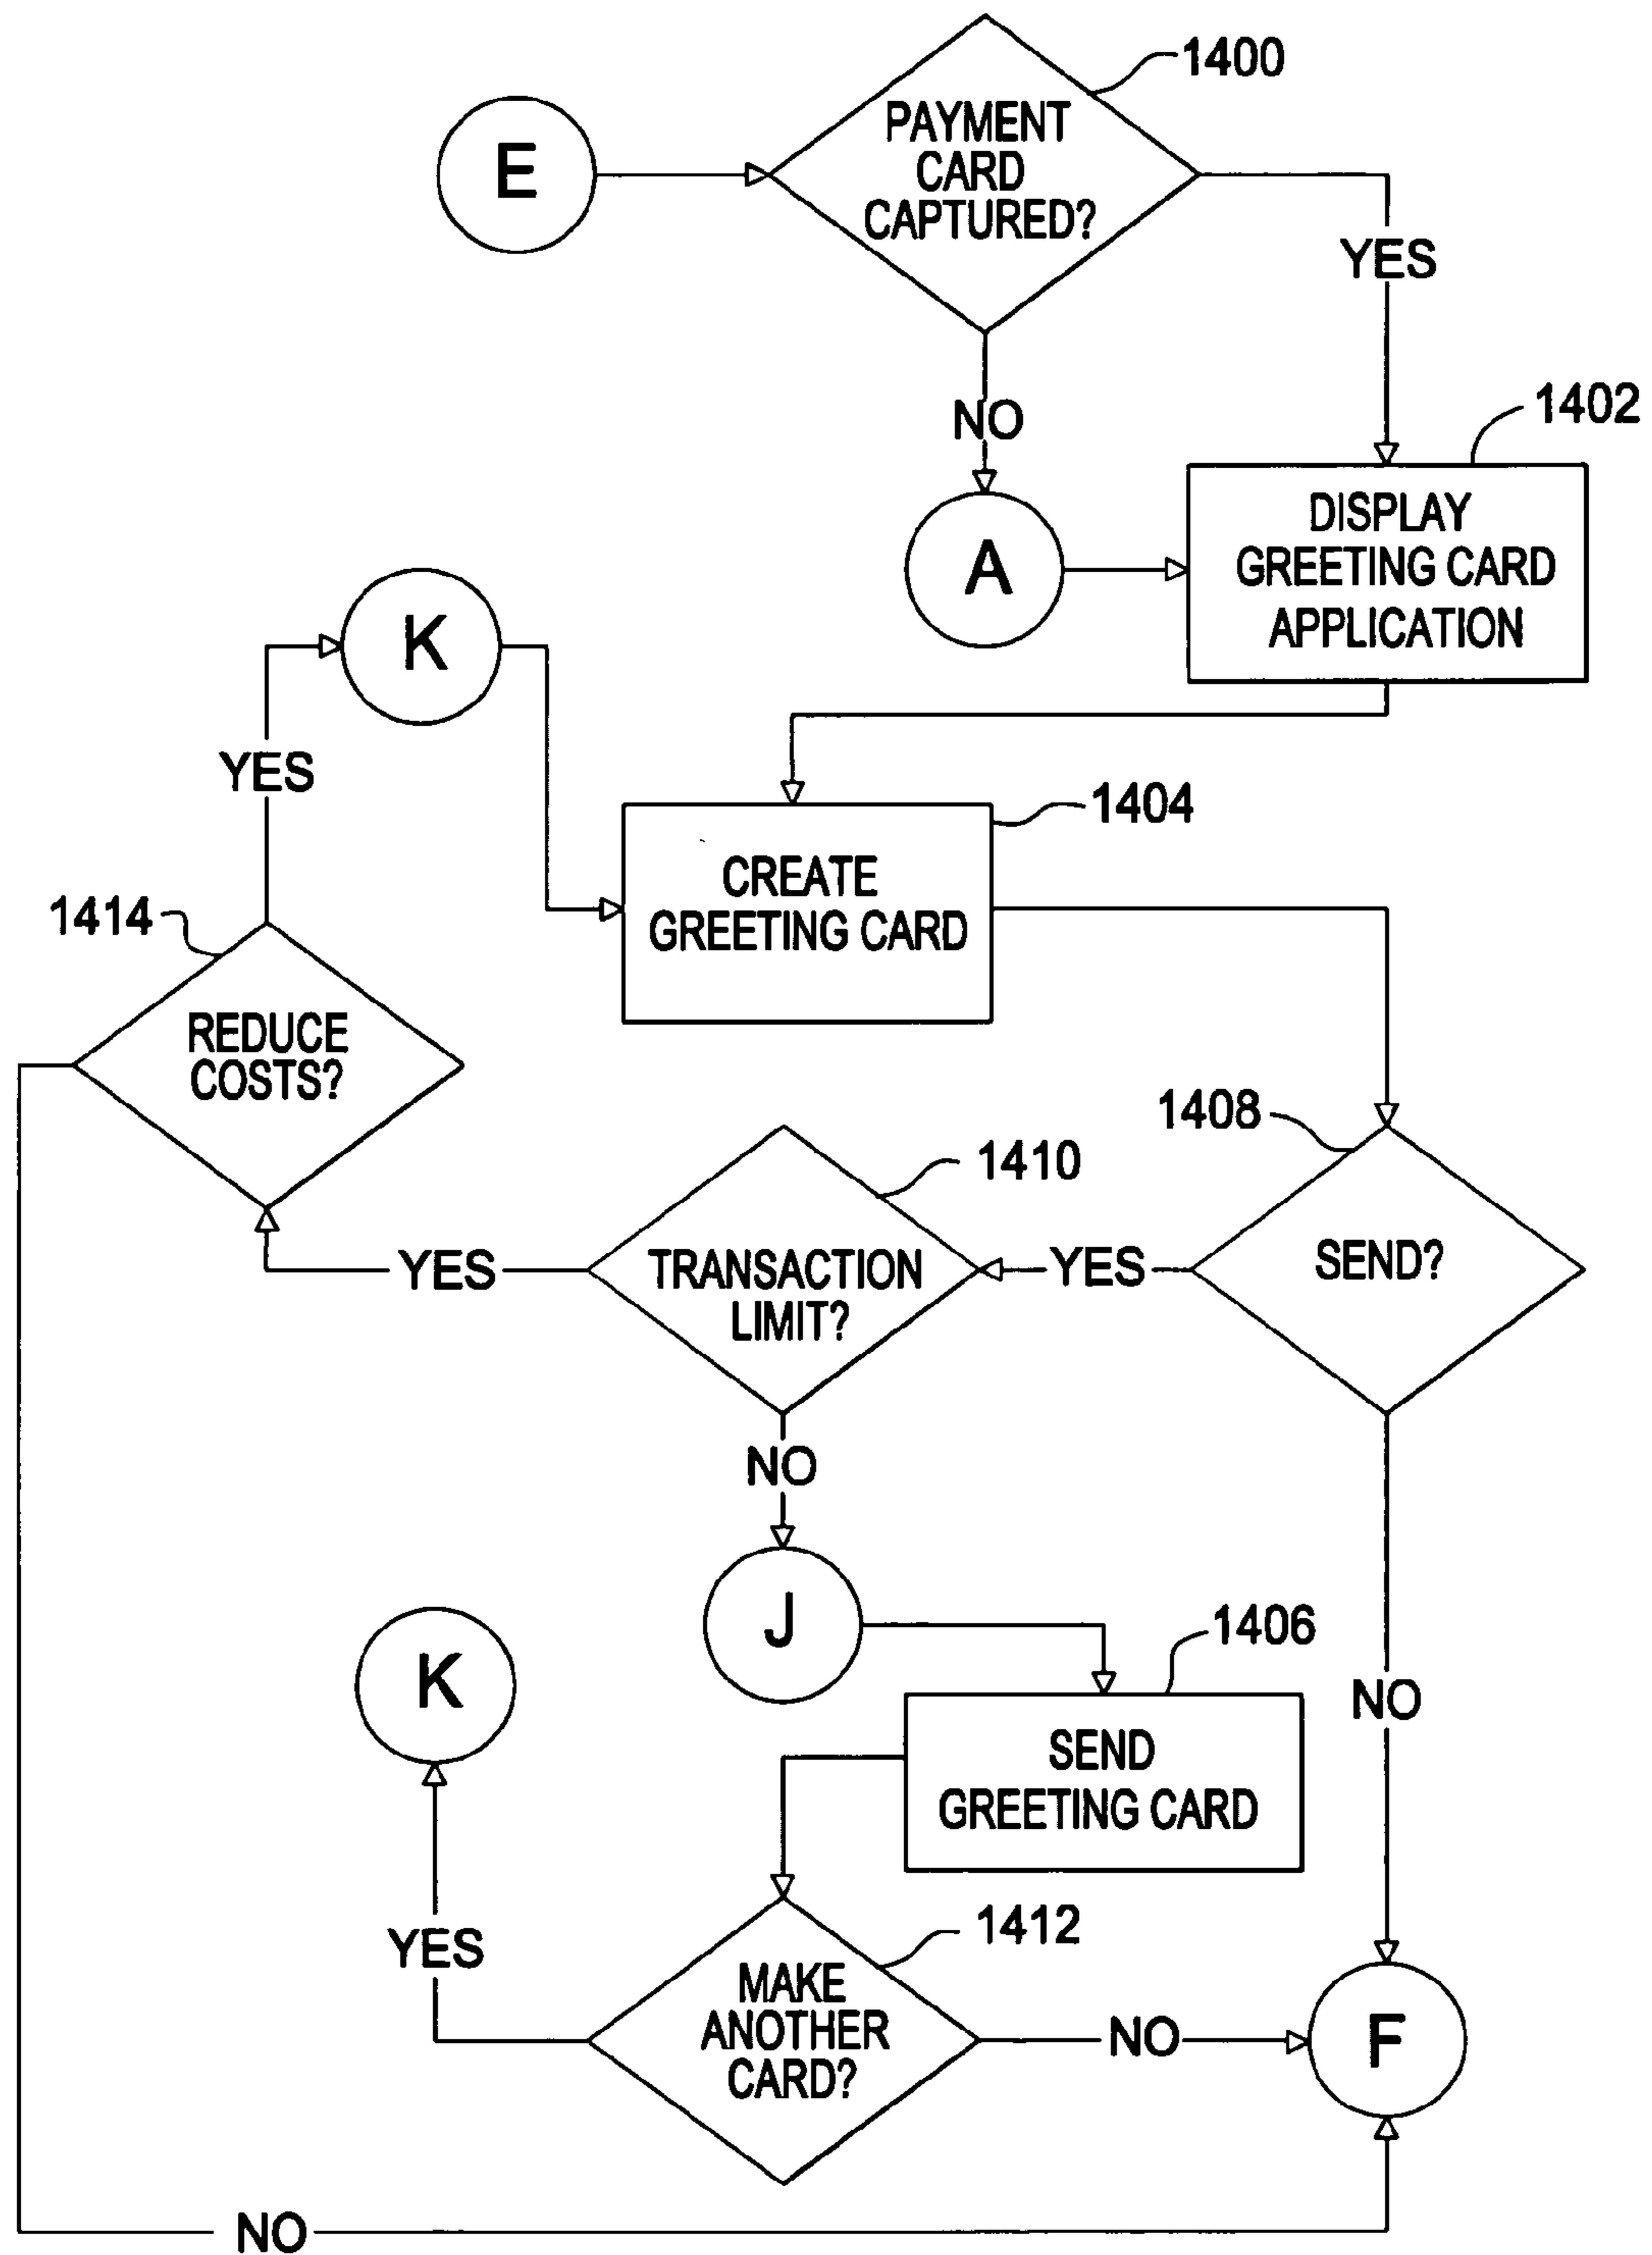 1400
PAYMENT
CARD
CAPTURED?
E
YES
NO
1402
DISPLAY
GREETING CARD
APPLICATION
A
K
YES
1404
CREATE
GREETING CARD
1414
REDUCE
COSTS?
1408
SEND?
1410
TRANSACTION
LIMIT?
YES
YES
NO
J
1406
SEND
GREETING CARD
K
NO
YES
1412
MAKE
ANOTHER
CARD?
NO
F
NO